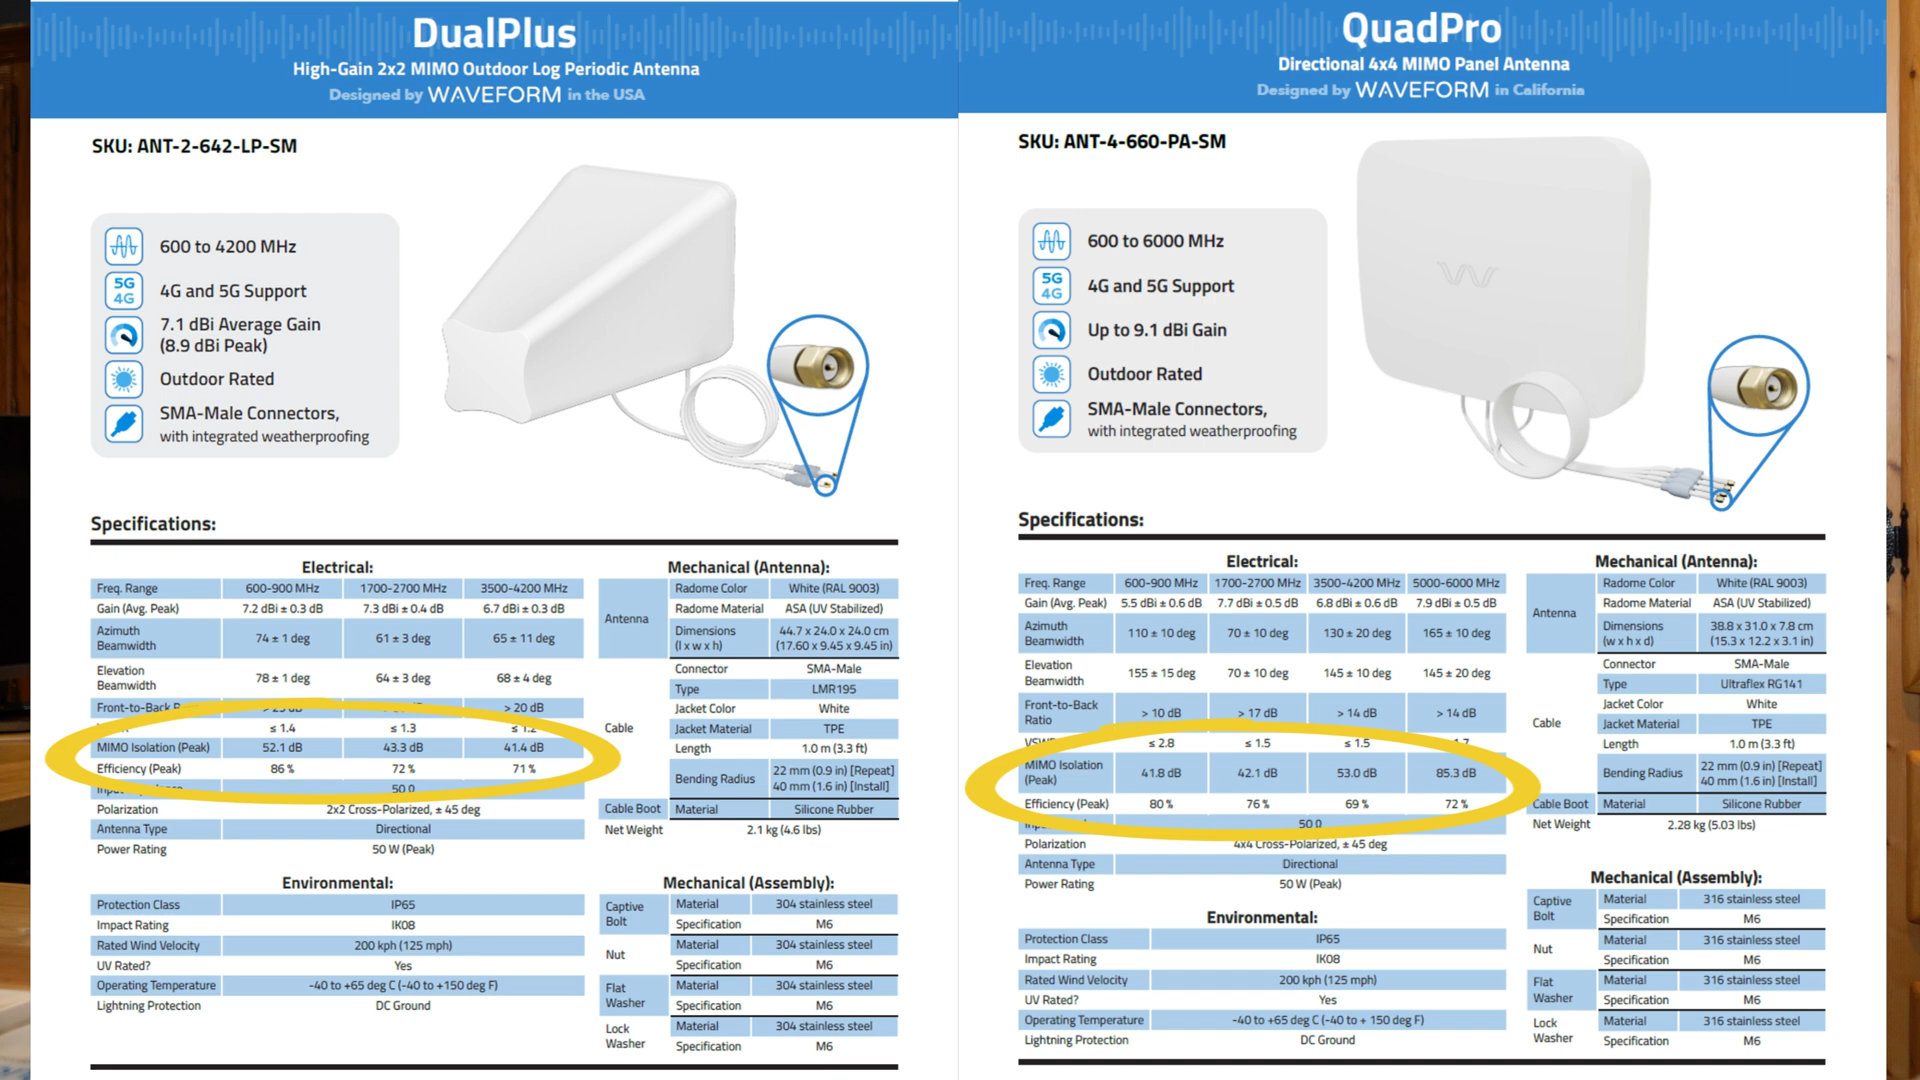 DualPlus
High-Gain 2x2 MIMO Outdoor Log Periodic Antenna
Designed by WAVEFORM in the USA
SKU: ANT-2-642-LP-SM
600 to 4200 MHz
5G
4G
4G and 5G Support
7.1 dBi Average Gain
(8.9 dBi Peak)
Outdoor Rated
SMA-Male Connectors,
with integrated weatherproofing
Specifications:
Electrical:
Freq. Range 600-900 MHz 1700-2700 MHz 3500-4200 MHz
Gain (Avg. Peak) 7.2 dBi ± 0.3 dB 7.3 dBi ± 0.4 dB 6.7 dBi ± 0.3 dB
Azimuth
Beamwidth 74 ± 1 deg 61 ± 3 deg 65 ± 11 deg
Elevation
Beamwidth 78 ± 1 deg 64 ± 3 deg 68 ± 4 deg
Front-to-Back > 20 dB
≤ 1.4 ≤ 1.3 ≤ 1.2
MIMO Isolation (Peak) 52.1 dB 43.3 dB 41.4 dB
Efficiency (Peak) 86 % 72 % 71 %
50 Ω
Polarization 2x2 Cross-Polarized, ± 45 deg
Antenna Type Directional
Power Rating 50 W (Peak)
Mechanical (Antenna):
Antenna
Radome Color White (RAL 9003)
Radome Material ASA (UV Stabilized)
Dimensions 44.7 x 24.0 x 24.0 cm
(l x w x h) (17.60 x 9.45 x 9.45 in)
Cable
Connector SMA-Male
Type LMR195
Jacket Color White
Jacket Material TPE
Length 1.0 m (3.3 ft)
Bending Radius 22 mm (0.9 in) [Repeat]
40 mm (1.6 in) [Install]
Cable Boot Material Silicone Rubber
Net Weight 2.1 kg (4.6 lbs)
Environmental:
Protection Class IP65
Impact Rating IK08
Rated Wind Velocity 200 kph (125 mph)
UV Rated? Yes
Operating Temperature -40 to +65 deg C (-40 to +150 deg F)
Lightning Protection DC Ground
Mechanical (Assembly):
Captive
Bolt
Material 304 stainless steel
Specification M6
Nut
Material 304 stainless steel
Specification M6
Flat
Washer
Material 304 stainless steel
Specification M6
Lock
Washer
Material 304 stainless steel
Specification M6
QuadPro
Directional 4x4 MIMO Panel Antenna
Designed by WAVEFORM in California
SKU: ANT-4-660-PA-SM
600 to 6000 MHz
5G
4G
4G and 5G Support
Up to 9.1 dBi Gain
Outdoor Rated
SMA-Male Connectors,
with integrated weatherproofing
Specifications:
Electrical:
Freq. Range 600-900 MHz 1700-2700 MHz 3500-4200 MHz 5000-6000 MHz
Gain (Avg. Peak) 5.5 dBi ± 0.6 dB 7.7 dBi ± 0.5 dB 6.8 dBi ± 0.6 dB 7.9 dBi ± 0.5 dB
Azimuth
Beamwidth 110 ± 10 deg 70 ± 10 deg 130 ± 20 deg 165 ± 10 deg
Elevation
Beamwidth 155 ± 15 deg 70 ± 10 deg 145 ± 10 deg 145 ± 20 deg
Front-to-Back
Ratio > 10 dB > 17 dB > 14 dB > 14 dB
≤ 2.8 ≤ 1.5 ≤ 1.5
MIMO Isolation
(Peak) 41.8 dB 42.1 dB 53.0 dB 85.3 dB
Efficiency (Peak) 80 % 76 % 69 % 72 %
50 Ω
Polarization 4x4 Cross-Polarized, ± 45 deg
Antenna Type Directional
Power Rating 50 W (Peak)
Mechanical (Antenna):
Antenna
Radome Color White (RAL 9003)
Radome Material ASA (UV Stabilized)
Dimensions 38.8 x 31.0 x 7.8 cm
(w x h x d) (15.3 x 12.2 x 3.1 in)
Cable
Connector SMA-Male
Type Ultraflex RG141
Jacket Color White
Jacket Material TPE
Length 1.0 m (3.3 ft)
Bending Radius 22 mm (0.9 in) [Repeat]
40 mm (1.6 in) [Install]
Cable Boot Material Silicone Rubber
Net Weight 2.28 kg (5.03 lbs)
Environmental:
Protection Class IP65
Impact Rating IK08
Rated Wind Velocity 200 kph (125 mph)
UV Rated? Yes
Operating Temperature -40 to +65 deg C (-40 to + 150 deg F)
Lightning Protection DC Ground
Mechanical (Assembly):
Captive
Bolt
Material 316 stainless steel
Specification M6
Nut
Material 316 stainless steel
Specification M6
Flat
Washer
Material 316 stainless steel
Specification M6
Lock
Washer
Material 316 stainless steel
Specification M6